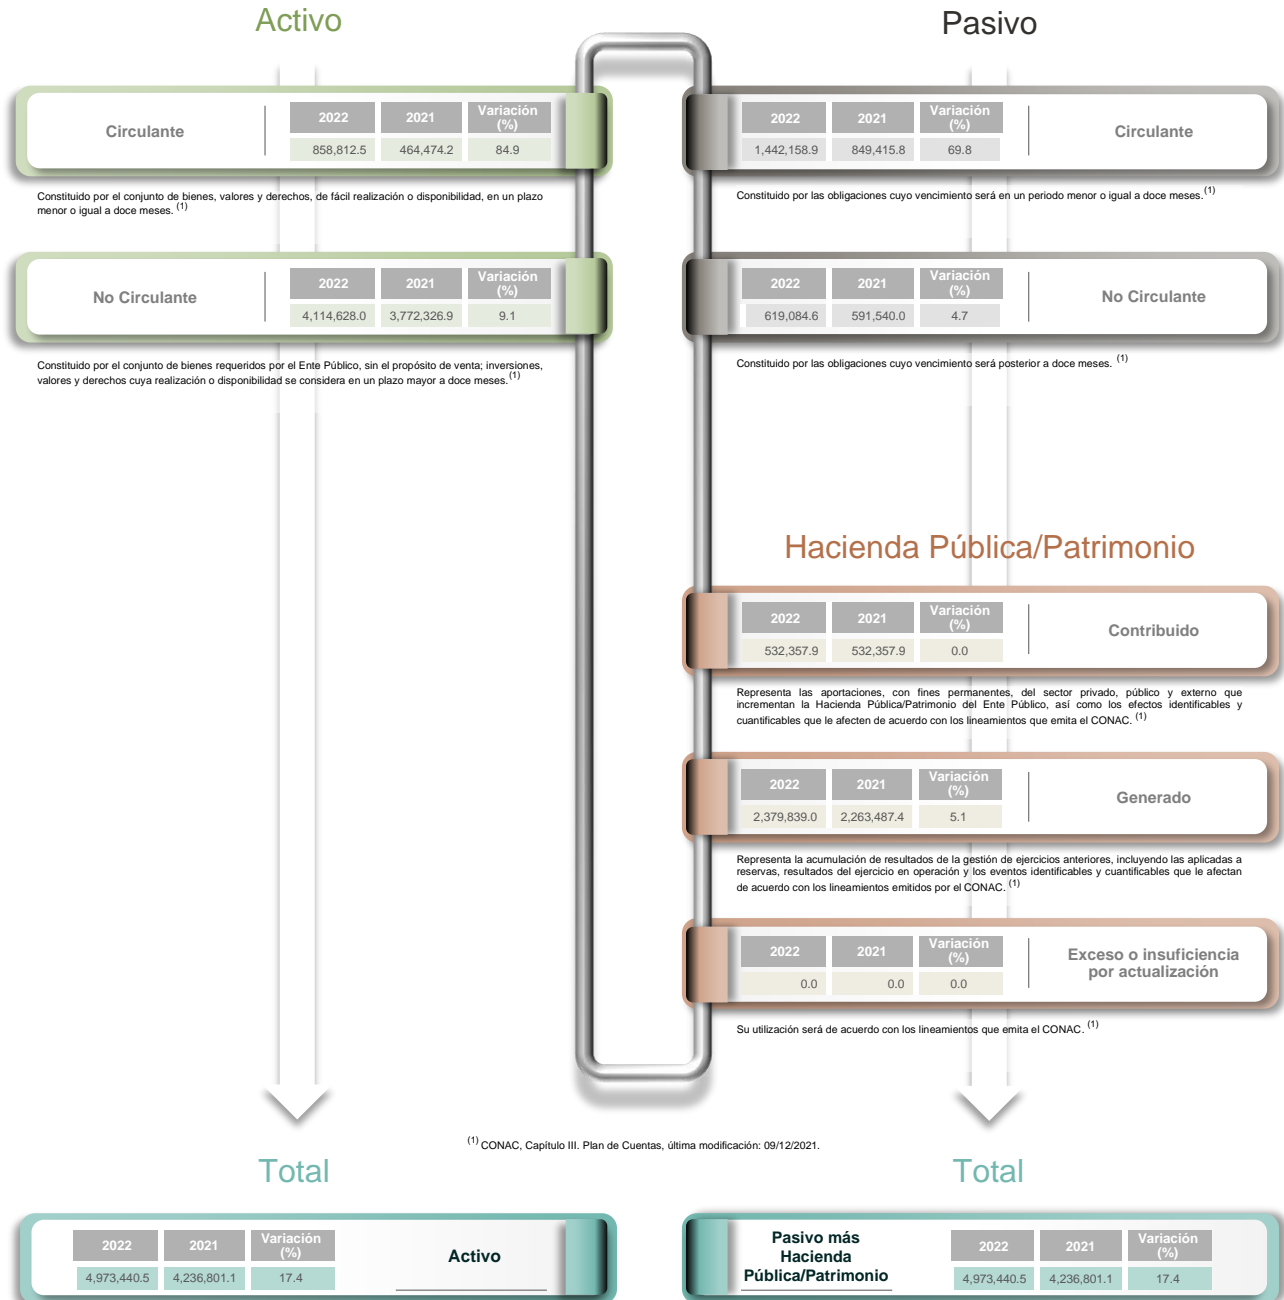 Activo
Circulante
2022 2021 Variación (%)
858,812.5 464,474.2 84.9
Constituido por el conjunto de bienes, valores y derechos, de fácil realización o disponibilidad, en un plazo
menor o igual a doce meses. (1)
No Circulante
2022 2021 Variación (%)
4,114,628.0 3,772,326.9 9.1
Constituido por el conjunto de bienes requeridos por el Ente Público, sin el propósito de venta; inversiones,
valores y derechos cuya realización o disponibilidad se considera en un plazo mayor a doce meses. (1)
Pasivo
2022 2021 Variación (%)
1,442,158.9 849,415.8 69.8
Circulante
Constituido por las obligaciones cuyo vencimiento será en un periodo menor o igual a doce meses. (1)
2022 2021 Variación (%)
619,084.6 591,540.0 4.7
No Circulante
Constituido por las obligaciones cuyo vencimiento será posterior a doce meses. (1)
Hacienda Pública/Patrimonio
2022 2021 Variación (%)
532,357.9 532,357.9 0.0
Contribuido
Representa las aportaciones, con fines permanentes, del sector privado, público y externo que
incrementan la Hacienda Pública/Patrimonio del Ente Público, así como los efectos identificables y
cuantificables que le afecten de acuerdo con los lineamientos que emita el CONAC. (1)
2022 2021 Variación (%)
2,379,839.0 2,263,487.4 5.1
Generado
Representa la acumulación de resultados de la gestión de ejercicios anteriores, incluyendo las aplicadas a
reservas, resultados del ejercicio en operación y los eventos identificables y cuantificables que le afectan
de acuerdo con los lineamientos emitidos por el CONAC. (1)
2022 2021 Variación (%)
0.0 0.0 0.0
Exceso o insuficiencia
por actualización
Su utilización será de acuerdo con los lineamientos que emita el CONAC. (1)
(1) CONAC, Capítulo III. Plan de Cuentas, última modificación: 09/12/2021.
Total
2022 2021 Variación (%)
4,973,440.5 4,236,801.1 17.4
Activo
Total
Pasivo más
Hacienda
Pública/Patrimonio
2022 2021 Variación (%)
4,973,440.5 4,236,801.1 17.4